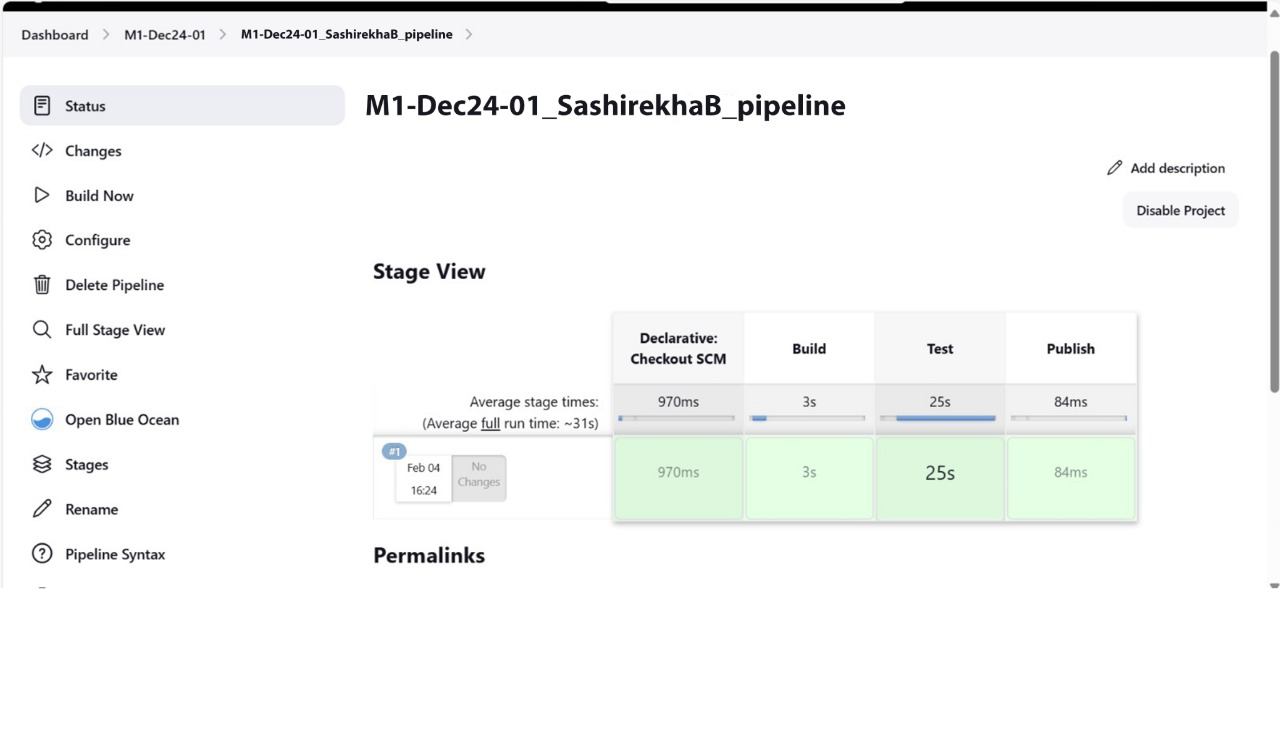 Dashboard > M1-Dec24-01 > M1-Dec24-01_SashirekhaB_pipeline >
Status
Changes
Build Now
Configure
Delete Pipeline
Full Stage View
Favorite
Open Blue Ocean
Stages
Rename
Pipeline Syntax
M1-Dec24-01_SashirekhaB_pipeline
Add description
Disable Project
Stage View
Declarative:
Checkout SCM
Build
Test
Publish
Average stage times:
(Average full run time: ~31s)
970ms
3s
25s
84ms
#1
Feb 04
16:24
No
Changes
970ms
3s
25s
84ms
Permalinks